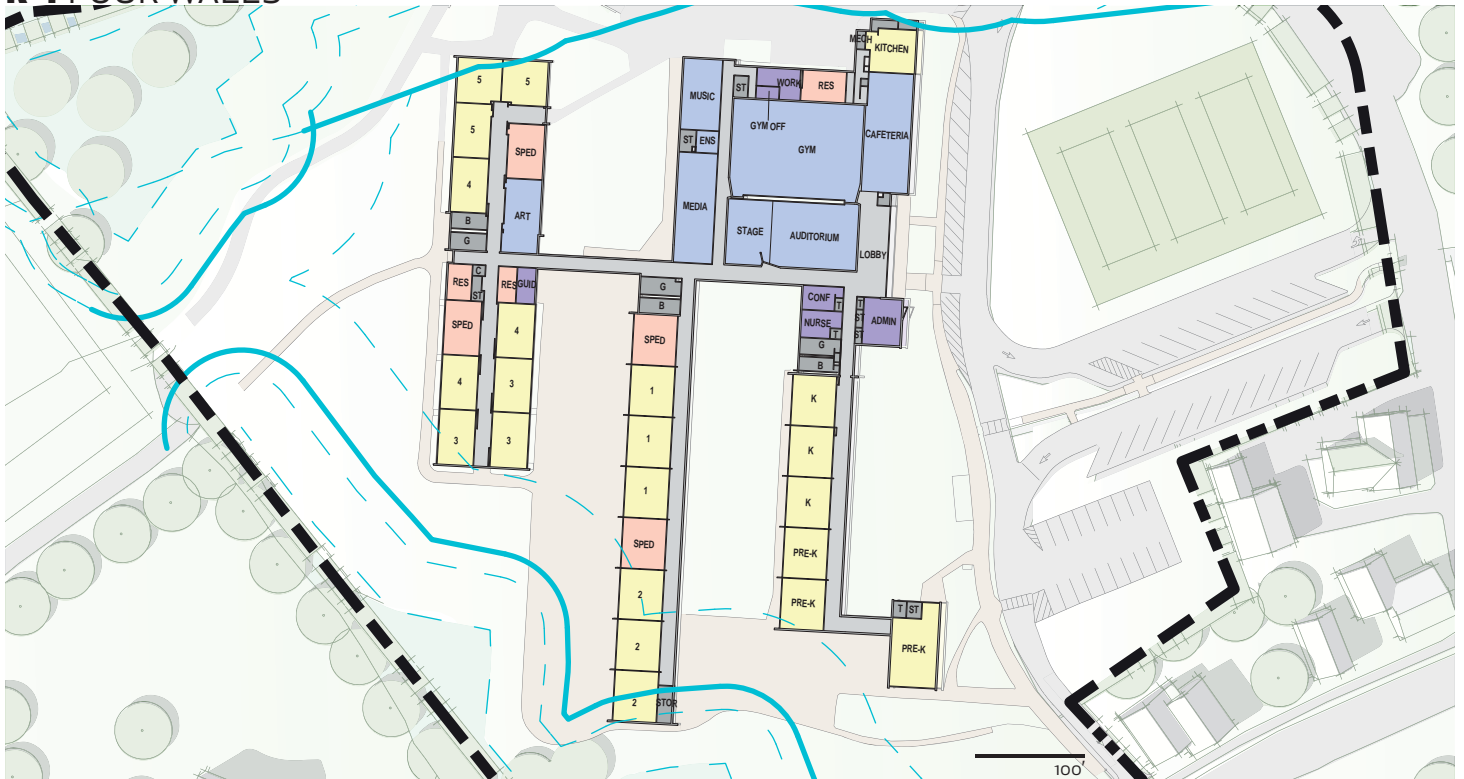 FOUR WALLS
MECH
KITCHEN
5
5
MUSIC
ST
WORK
RES
GYM OFF
GYM
CAFETERIA
5
SPED
ST
ENS
4
ART
MEDIA
STAGE
AUDITORIUM
B
G
LOBBY
RES
C
ST
RES
GUID
G
B
CONF
T
T
NURSE
ST
ADMIN
T
SPED
4
SPED
G
B
4
3
1
K
3
3
1
K
1
K
SPED
PRE-K
2
PRE-K
T
ST
2
PRE-K
2
STOR
100'